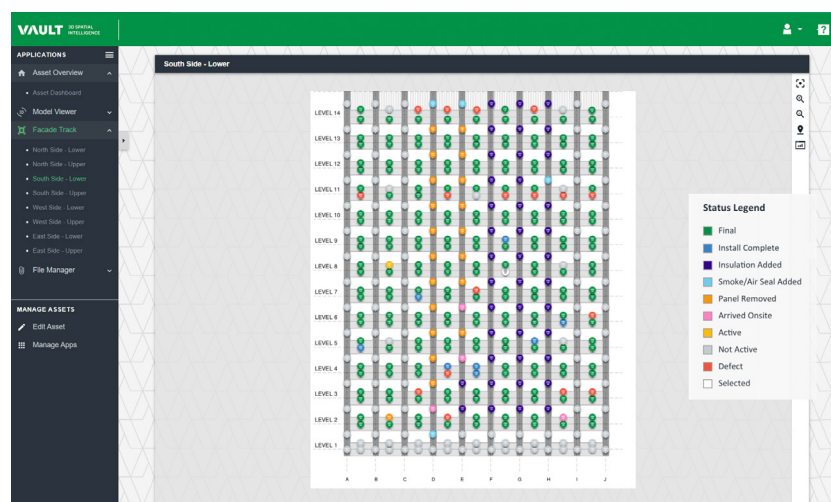 VAULT 3D SPATIAL INTELLIGENCE
?
APPLICATIONS
Asset Overview
Asset Dashboard
Model Viewer
Facade Track
North Side - Lower
North Side - Upper
South Side - Lower
South Side - Upper
West Side - Lower
West Side - Upper
East Side - Lower
East Side - Upper
File Manager
MANAGE ASSETS
Edit Asset
Manage Apps
South Side - Lower
LEVEL 14
LEVEL 13
LEVEL 12
LEVEL 11
LEVEL 10
LEVEL 9
LEVEL 8
LEVEL 7
LEVEL 6
LEVEL 5
LEVEL 4
LEVEL 3
LEVEL 2
LEVEL 1
A B C D E F G H I J
Status Legend
Final
Install Complete
Insulation Added
Smoke/Air Seal Added
Panel Removed
Arrived Onsite
Active
Not Active
Defect
Selected